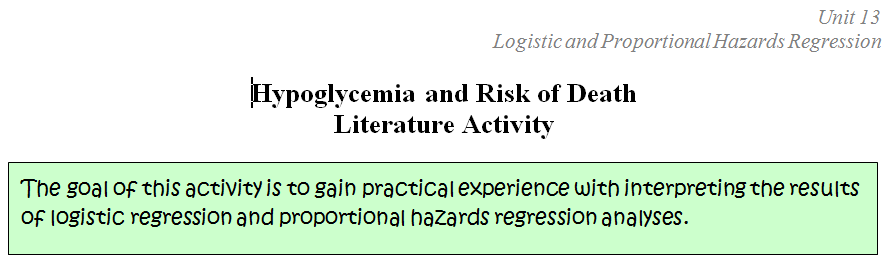 Unit 13
Logistic and Proportional Hazards Regression
Hypoglycemia and Risk of Death
Literature Activity
The goal of this activity is to gain practical experience with interpreting the results
of logistic regression and proportional hazards regression analyses.